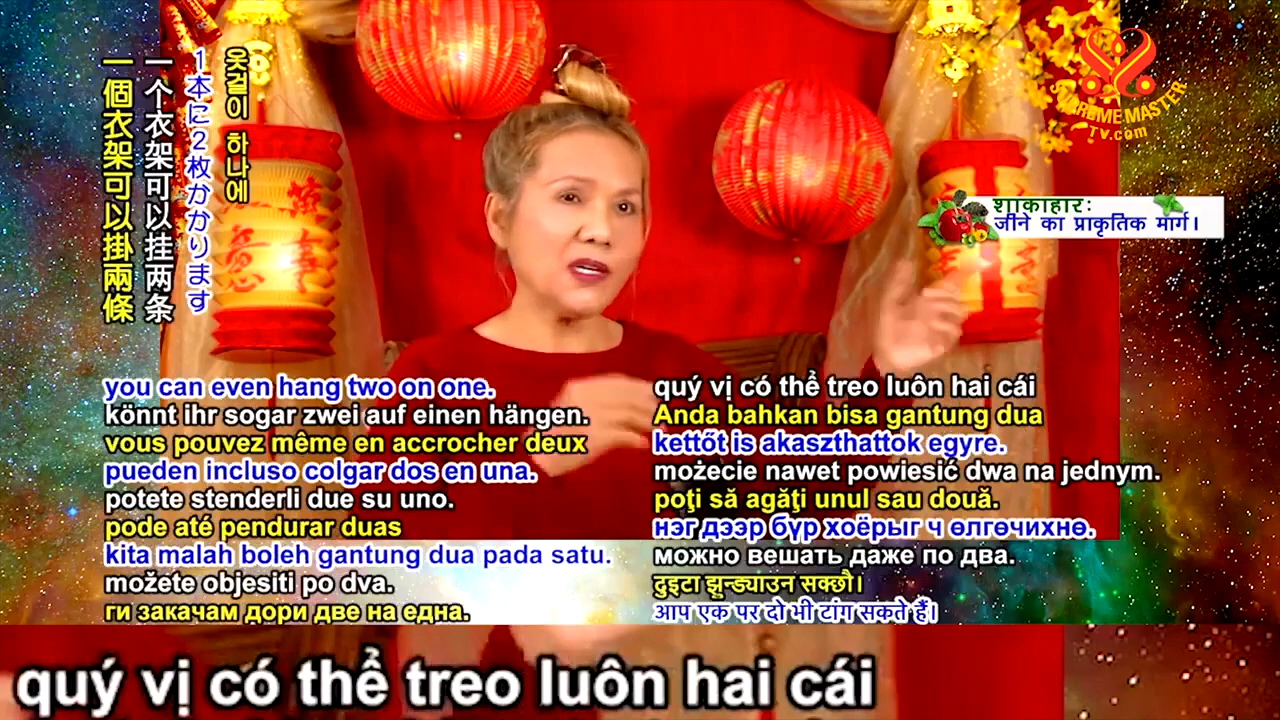 一個衣架可以掛兩條
一个衣架可以挂两条
1本に2枚かかります
옷걸이 하나에
SUPREME MASTER
TV.com
शाकाहार:
जीने का प्राकृतिक मार्ग।
you can even hang two on one.
könnt ihr sogar zwei auf einen hängen.
vous pouvez même en accrocher deux
pueden incluso colgar dos en una.
potete stenderli due su uno.
pode até pendurar duas
kita malah boleh gantung dua pada satu.
možete objesiti po dva.
ги закачам дори две на една.
quý vị có thể treo luôn hai cái
Anda bahkan bisa gantung dua
kettőt is akaszthattok egyre.
możecie nawet powiesić dwa na jednym.
poţi să agăţi unul sau două.
нэг дээр бүр хоёрыг ч өлгөчихнө.
можно вешать даже по два.
दुइटा झुन्ड्याउन सक्छौ।
आप एक पर दो भी टांग सकते हैं।
quý vị có thể treo luôn hai cái